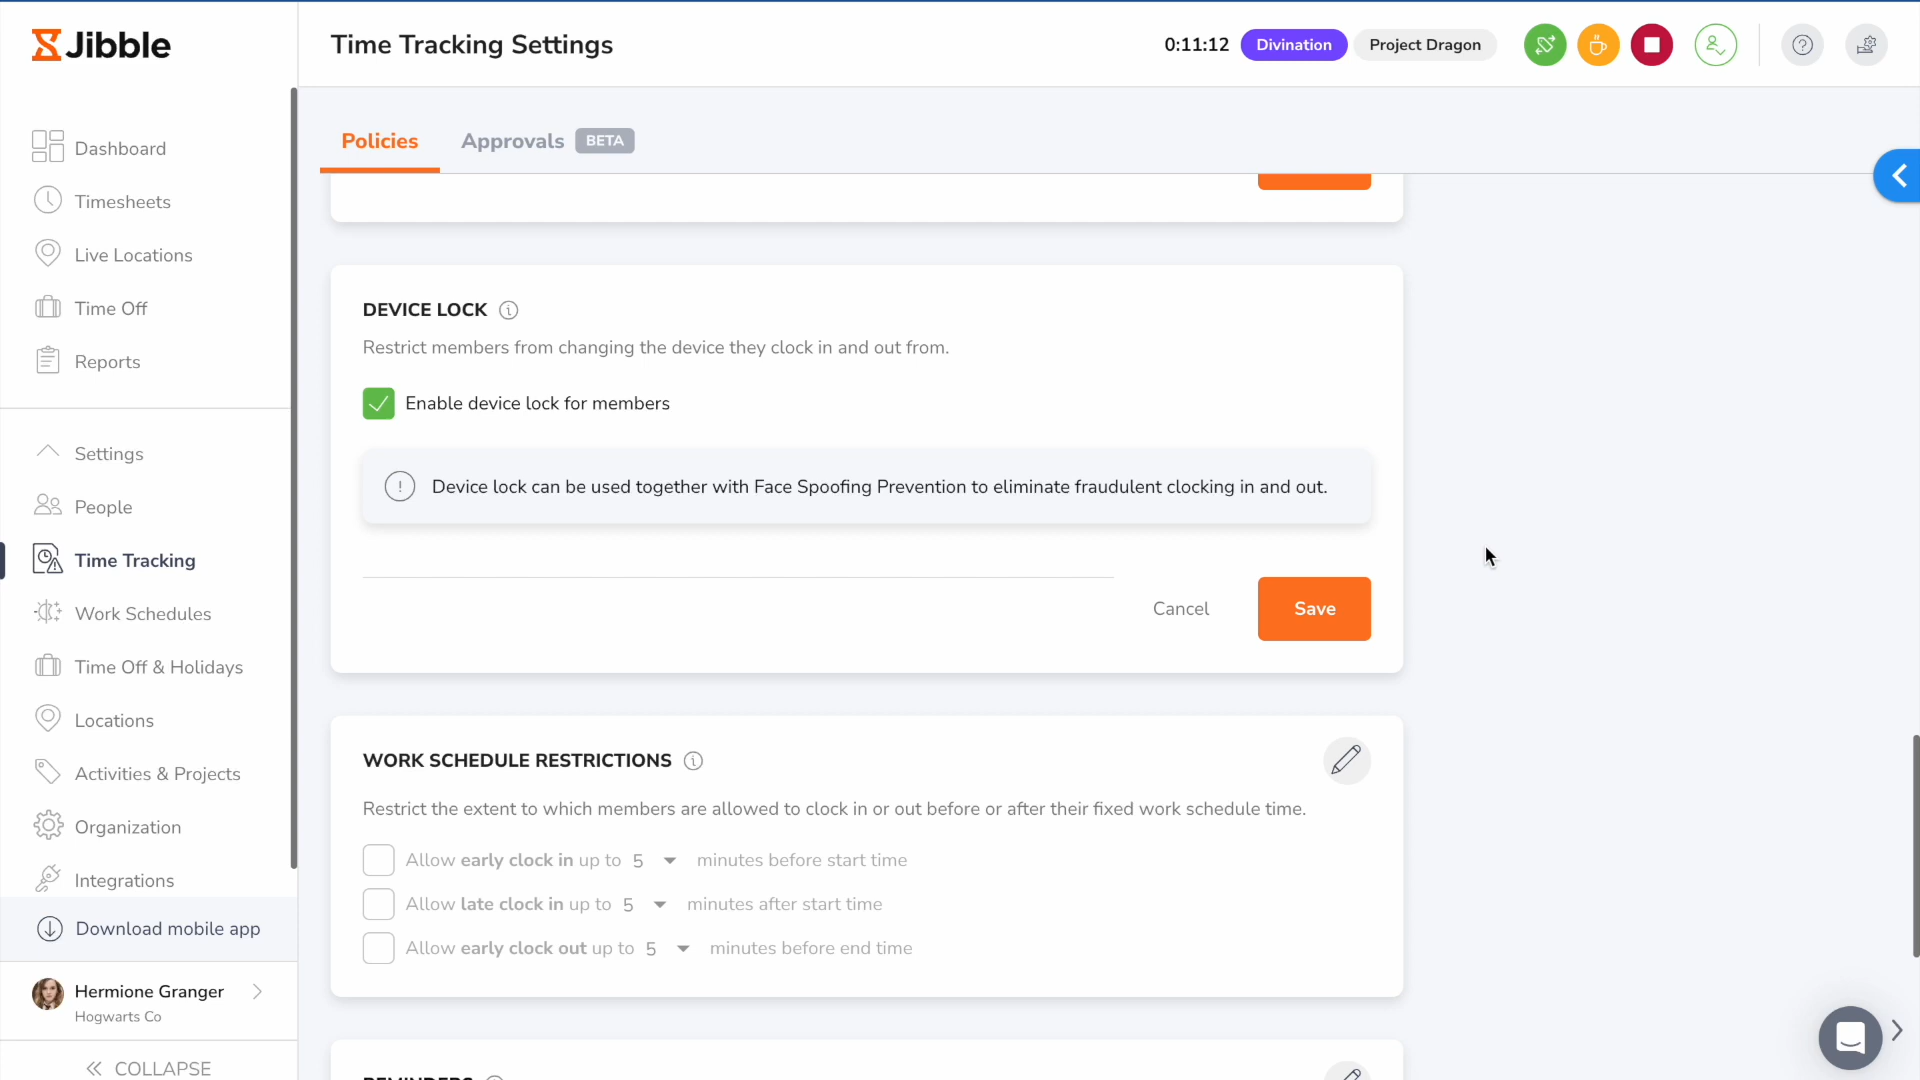 Jibble
Time Tracking Settings
0:11:12
Divination
Project Dragon
Policies
Approvals
BETA
Dashboard
Timesheets
Live Locations
Time Off
Reports
Settings
People
Time Tracking
Work Schedules
Time Off & Holidays
Locations
Activities & Projects
Organization
Integrations
Download mobile app
Hermione Granger
Hogwarts Co
COLLAPSE
DEVICE LOCK
Restrict members from changing the device they clock in and out from.
Enable device lock for members
Device lock can be used together with Face Spoofing Prevention to eliminate fraudulent clocking in and out.
Cancel
Save
WORK SCHEDULE RESTRICTIONS
Restrict the extent to which members are allowed to clock in or out before or after their fixed work schedule time.
Allow early clock in up to 5 minutes before start time
Allow late clock in up to 5 minutes after start time
Allow early clock out up to 5 minutes before end time
REMINDERS